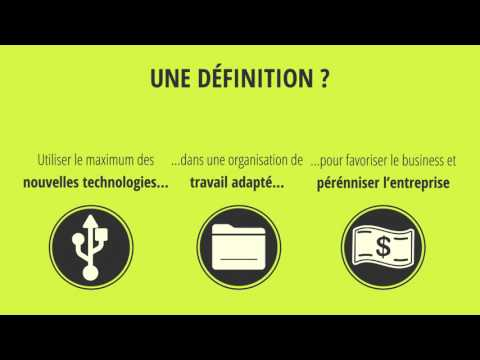 UNE DÉFINITION ?
Utiliser le maximum des
nouvelles technologies...
...dans une organisation de
travail adapté...
...pour favoriser le business et
pérénniser l'entreprise
$